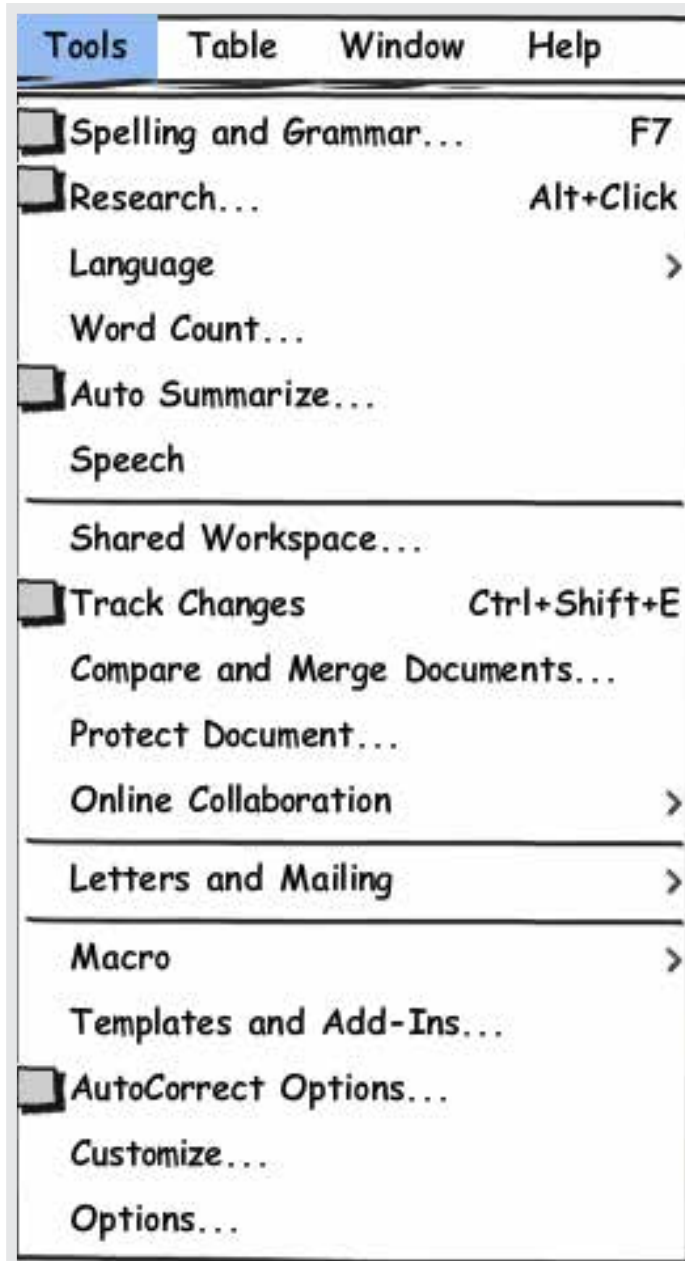 Tools Table Window Help
Spelling and Grammar... F7
Research... Alt+Click
Language >
Word Count...
Auto Summarize...
Speech
Shared Workspace...
Track Changes Ctrl+Shift+E
Compare and Merge Documents...
Protect Document...
Online Collaboration >
Letters and Mailing >
Macro >
Templates and Add-Ins...
AutoCorrect Options...
Customize...
Options...